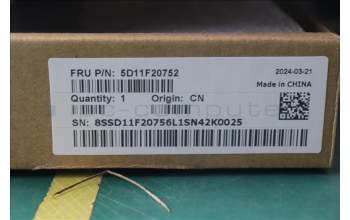 FRU P/N: 5D11F20752
2024-03-21
Made in CHINA
Quantity: 1 Origin: CN
SN: 8SSD11F20756L1SN42K0025